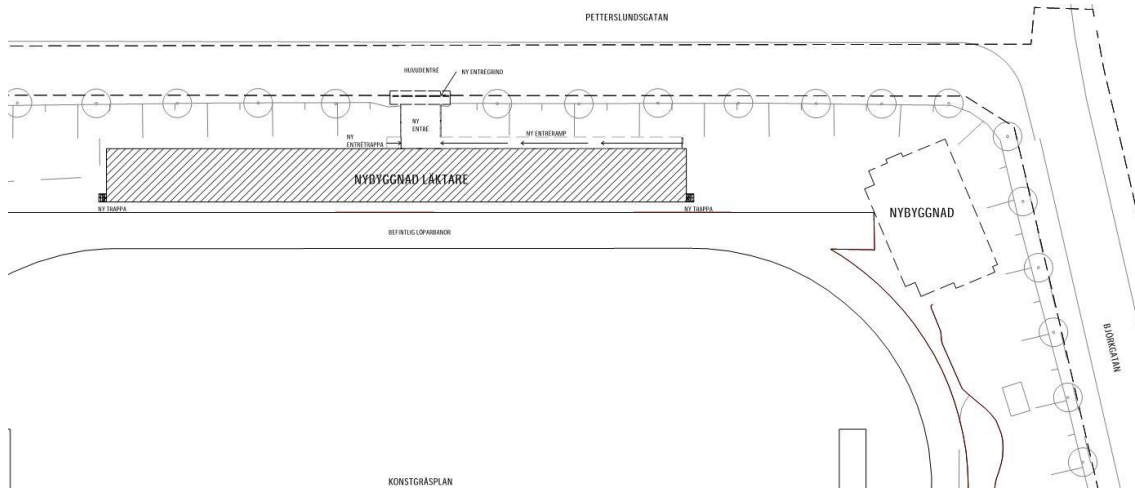 PETTERSLUNDSGATAN
HUVUDENTRÉ
NY ENTRÉGRIND
NY
ENTRÉ
NY
ENTRÉTRAPPA
NY ENTRÉRAMP
NYBYGGNAD LÄKTARE
NYBYGGNAD
NY TRAPPA
NY TRAPPA
BEFINTLIG LÖPARBANOR
BJÖRKGATAN
KONSTGRÄSPLAN